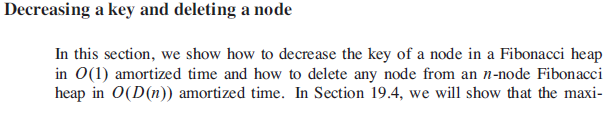 Decreasing a key and deleting a node
In this section, we show how to decrease the key of a node in a Fibonacci heap
in O(1) amortized time and how to delete any node from an n-node Fibonacci
heap in O(D(n)) amortized time. In Section 19.4, we will show that the maxi-